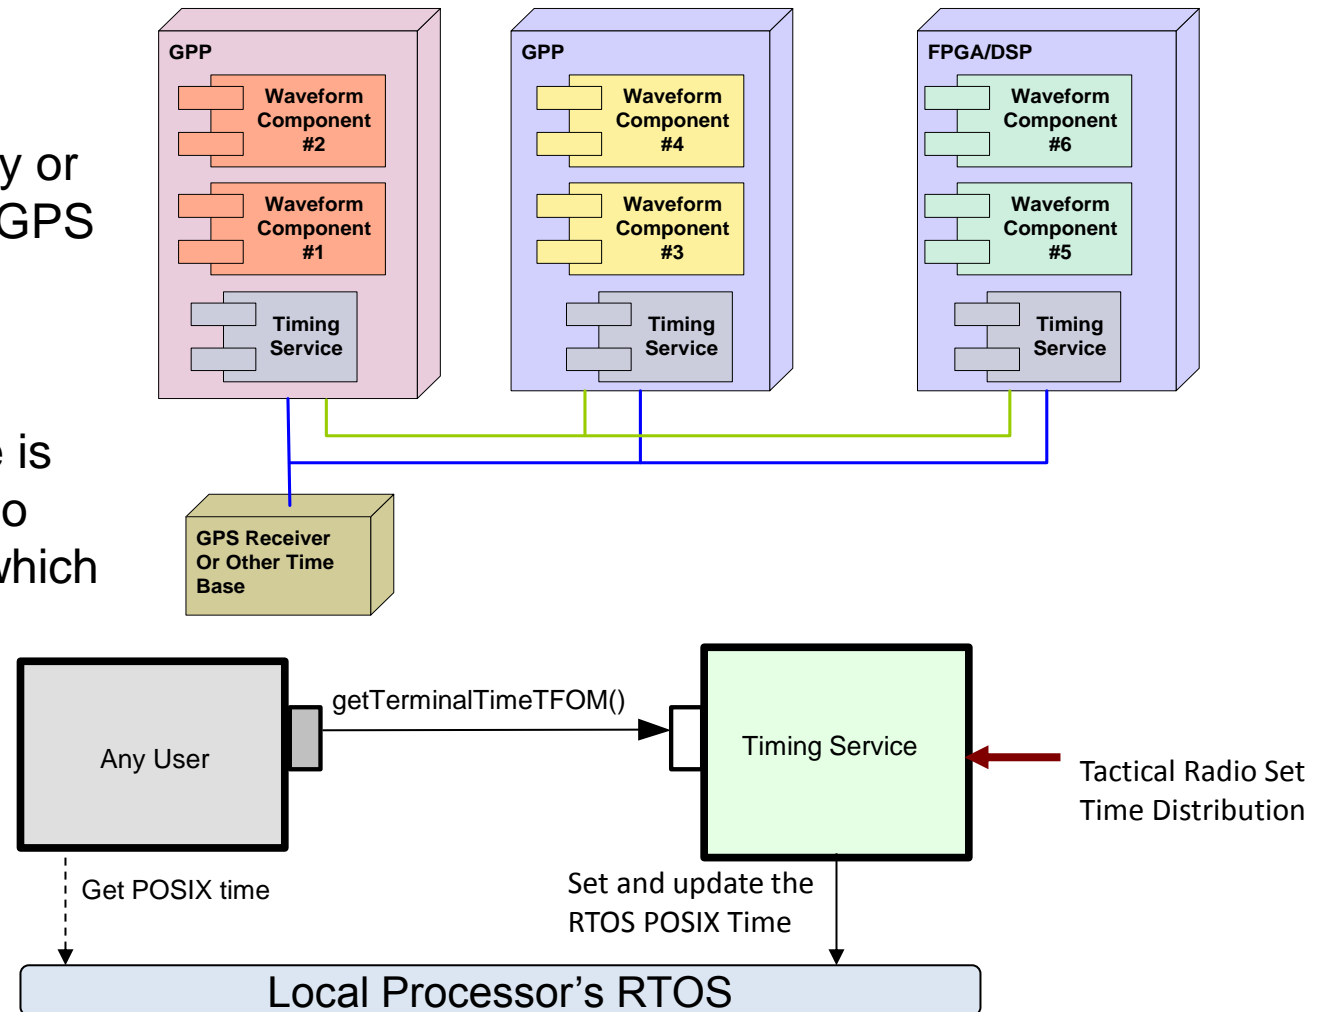 GPP
Waveform
Component
#2
Waveform
Component
#1
Timing
Service
GPP
Waveform
Component
#4
Waveform
Component
#3
Timing
Service
FPGA/DSP
Waveform
Component
#6
Waveform
Component
#5
Timing
Service
y or
GPS
e is
o
which
GPS Receiver
Or Other Time
Base
Any User
getTerminalTimeTFOM()
Timing Service
Tactical Radio Set
Time Distribution
Get POSIX time
Set and update the
RTOS POSIX Time
Local Processor's RTOS